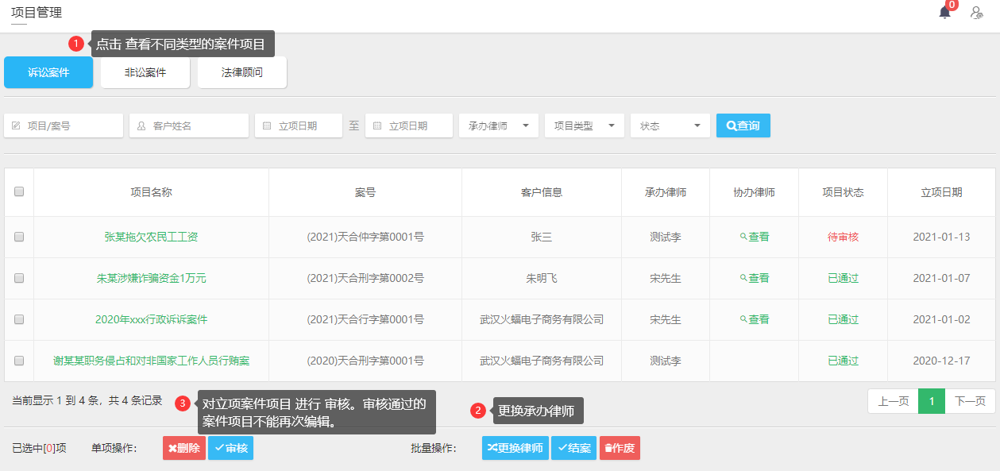 项目管理
0
1 点击 查看不同类型的案件项目
诉讼案件 非讼案件 法律顾问
项目/案号 客户姓名 立项日期 至 立项日期 承办律师 项目类型 状态 查询
项目名称 案号 客户信息 承办律师 协办律师 项目状态 立项日期
张某拖欠农民工工资 (2021)天合仲字第0001号 张三 测试李 查看 待审核 2021-01-13
朱某涉嫌诈骗资金1万元 (2021)天合刑字第0002号 朱明飞 宋先生 查看 已通过 2021-01-07
2020年xxx行政诉诉案件 (2021)天合行字第0001号 武汉火蝠电子商务有限公司 宋先生 查看 已通过 2021-01-02
谢某某职务侵占和对非国家工作人员行贿案 (2020)天合刑字第0001号 武汉火蝠电子商务有限公司 测试李 已通过 2020-12-17
当前显示 1 到 4 条，共 4 条记录
3 对立项案件项目 进行 审核。审核通过的
案件项目不能再次编辑。
2 更换承办律师
上一页 1 下一页
已选中[0]项 单项操作： 删除 审核 批量操作： 更换律师 结案 作废